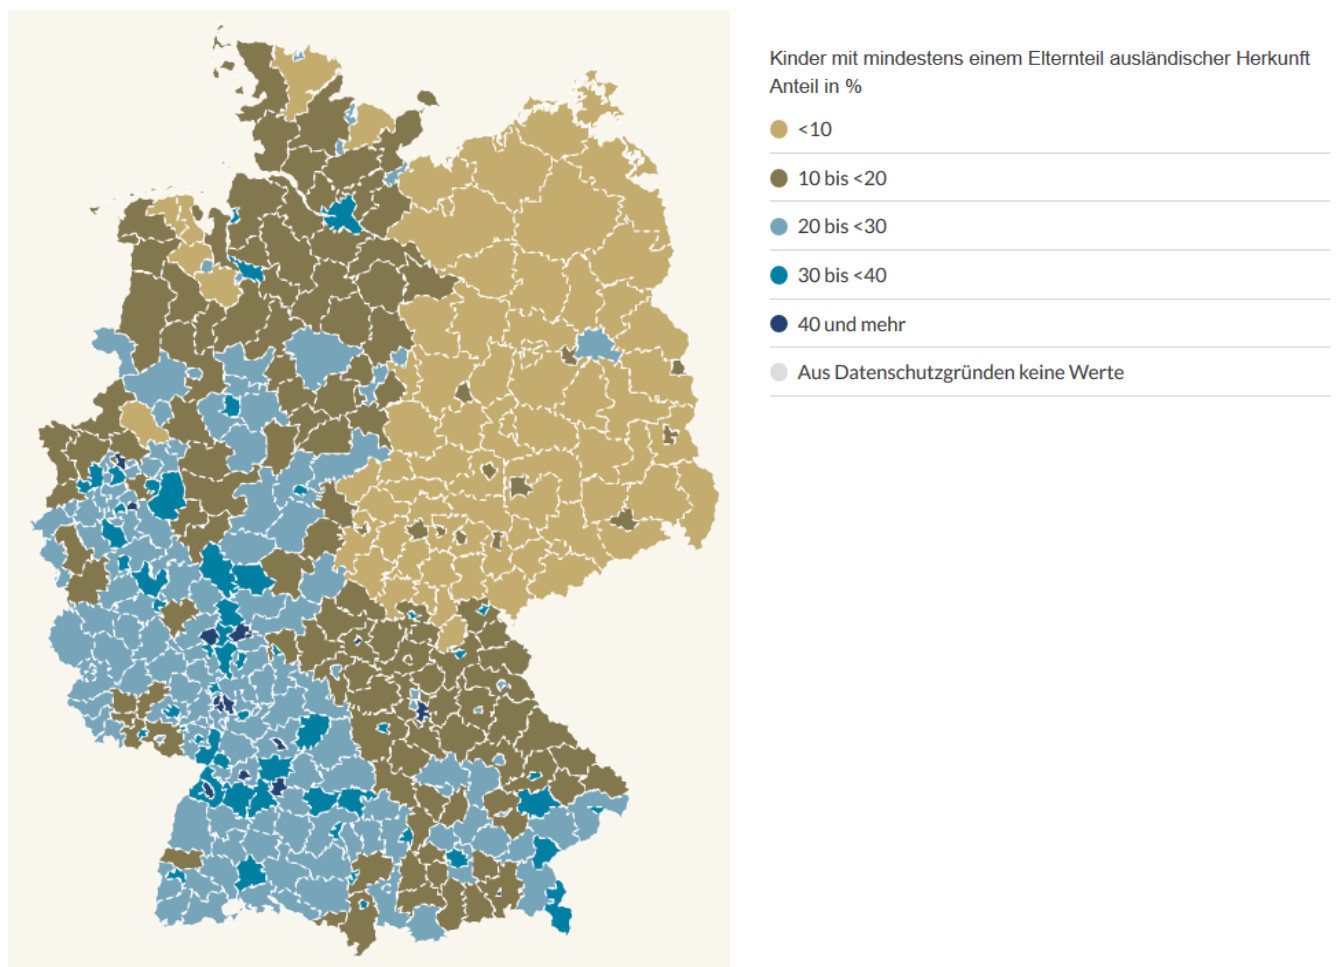 Kinder mit mindestens einem Elternteil ausländischer Herkunft
Anteil in %
<10
10 bis <20
20 bis <30
30 bis <40
40 und mehr
Aus Datenschutzgründen keine Werte